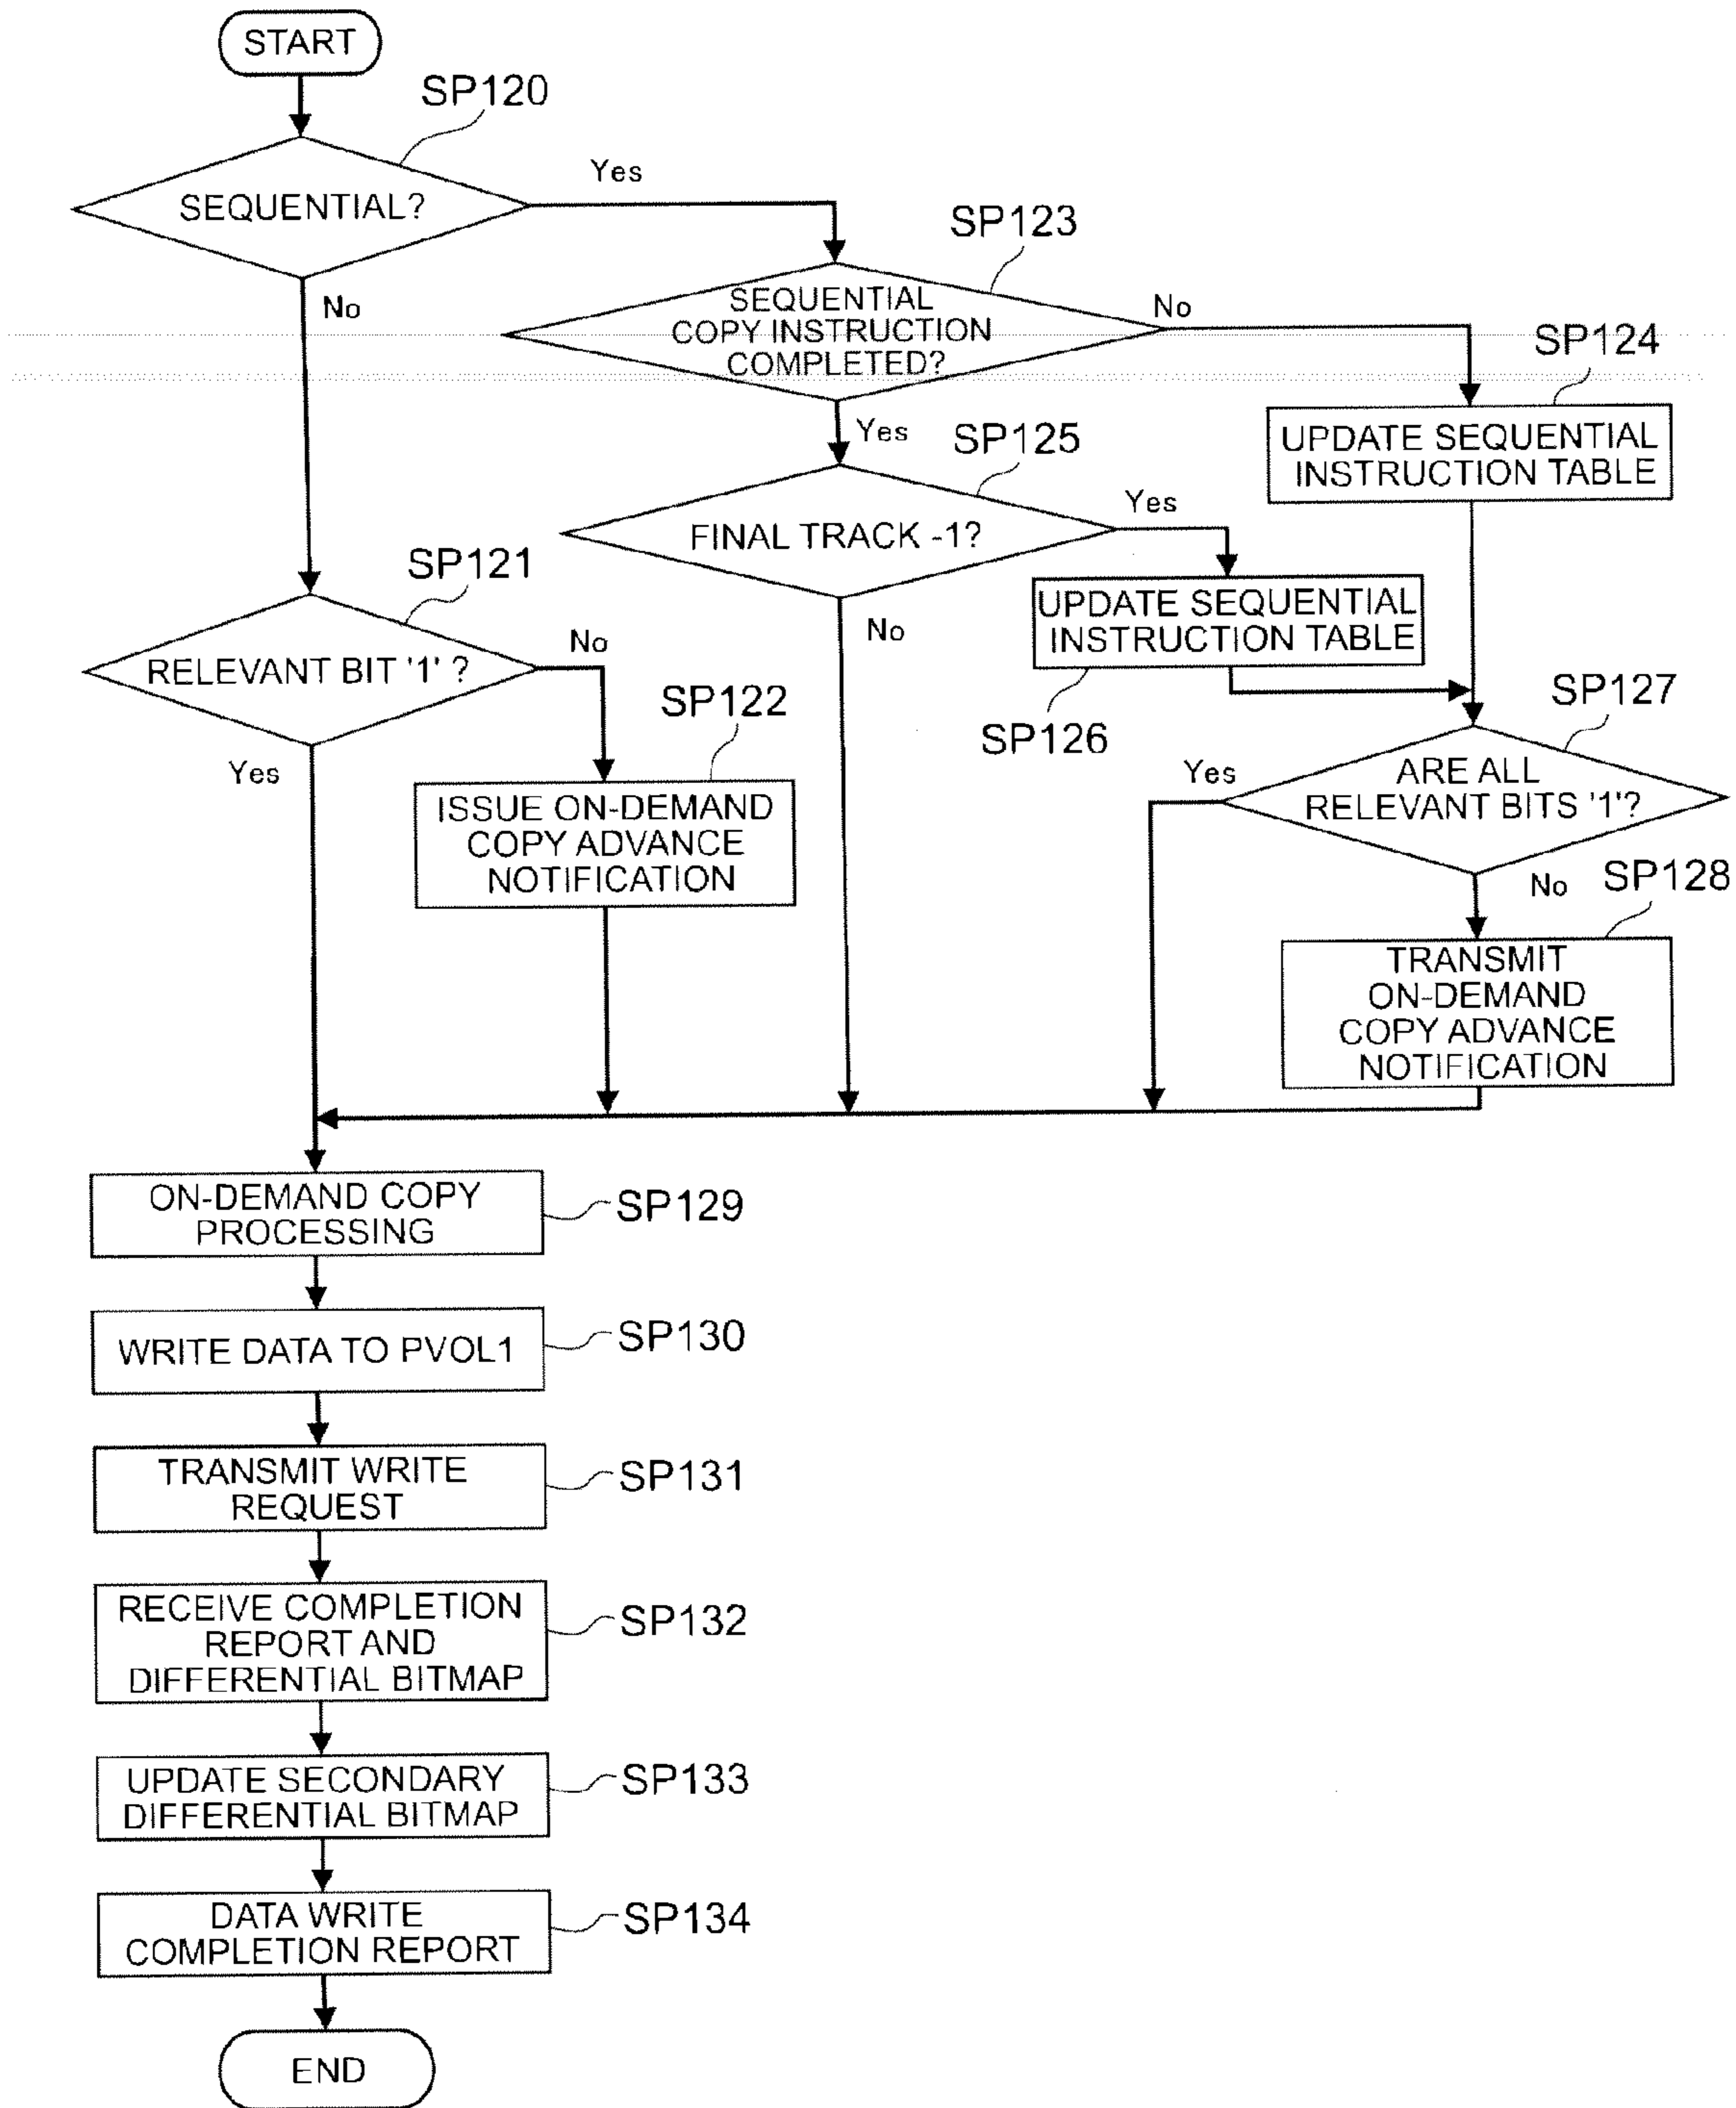 START
SP120
SEQUENTIAL?
Yes
No
SP123
SEQUENTIAL
COPY INSTRUCTION
COMPLETED?
No
Yes
SP124
UPDATE SEQUENTIAL
INSTRUCTION TABLE
SP125
FINAL TRACK -1?
Yes
No
UPDATE SEQUENTIAL
INSTRUCTION TABLE
SP126
SP121
RELEVANT BIT '1' ?
No
Yes
SP122
ISSUE ON-DEMAND
COPY ADVANCE
NOTIFICATION
SP127
ARE ALL
RELEVANT BITS '1'?
Yes
No
SP128
TRANSMIT
ON-DEMAND
COPY ADVANCE
NOTIFICATION
ON-DEMAND COPY
PROCESSING
SP129
WRITE DATA TO PVOL1
SP130
TRANSMIT WRITE
REQUEST
SP131
RECEIVE COMPLETION
REPORT AND
DIFFERENTIAL BITMAP
SP132
UPDATE SECONDARY
DIFFERENTIAL BITMAP
SP133
DATA WRITE
COMPLETION REPORT
SP134
END